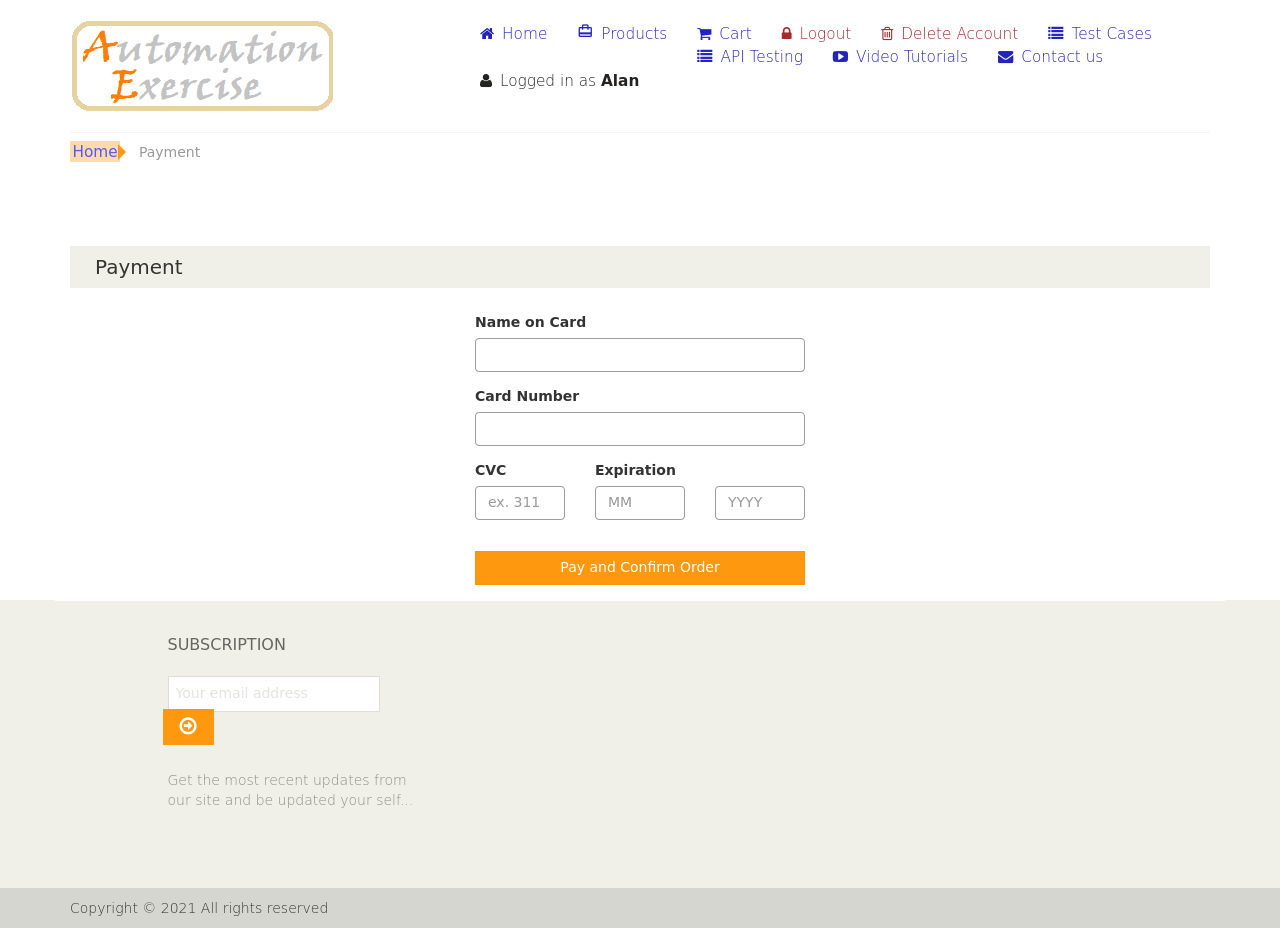 Automation
Exercise
Home
Products
Cart
Logout
Delete Account
Test Cases
API Testing
Video Tutorials
Contact us
Logged in as Alan
Home
Payment
Payment
Name on Card
Card Number
CVC
Expiration
ex. 311
MM
YYYY
Pay and Confirm Order
SUBSCRIPTION
Your email address
Get the most recent updates from
our site and be updated your self...
Copyright © 2021 All rights reserved